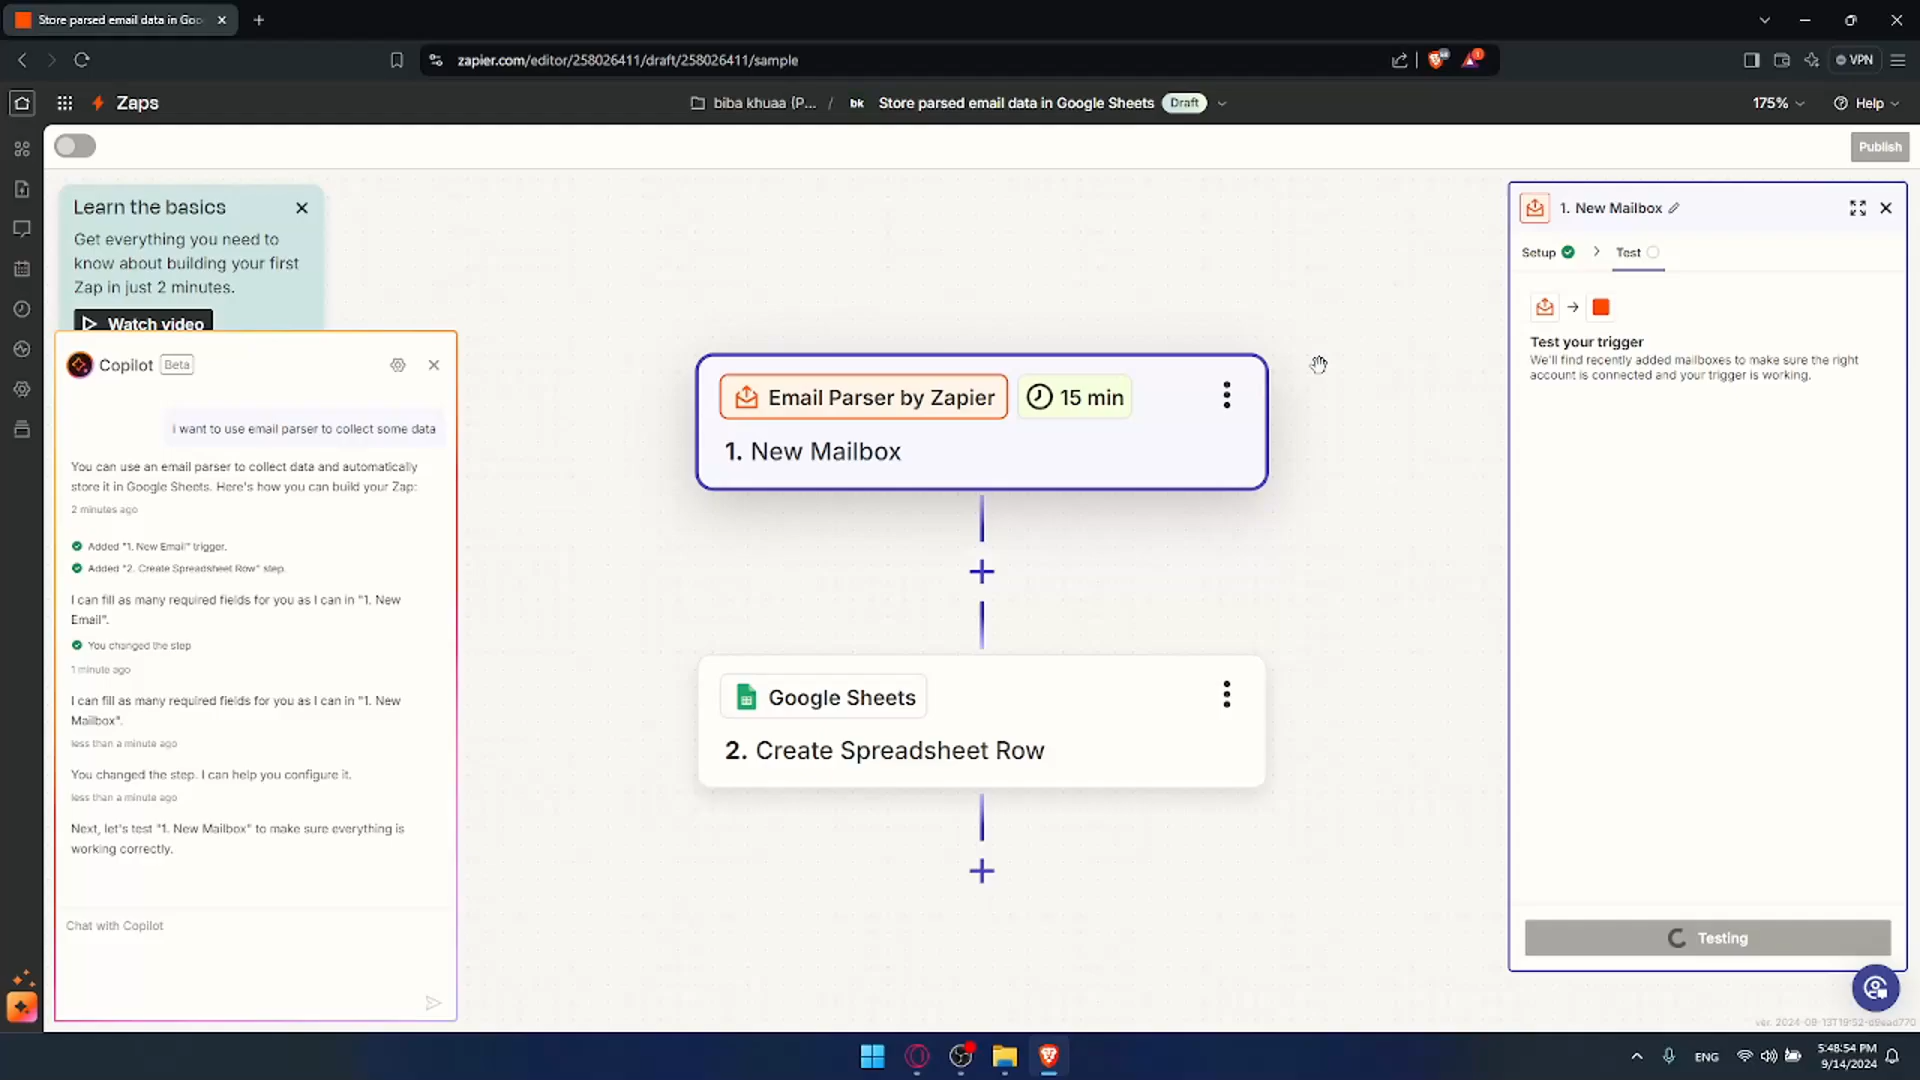 Store parsed email data in Goo
zapier.com/editor/258026411/draft/258026411/sample
VPN
Zaps
biba khuaa (P... / bk Store parsed email data in Google Sheets Draft
175%
Help
Publish
Learn the basics
Get everything you need to
know about building your first
Zap in just 2 minutes.
Watch video
Copilot Beta
i want to use email parser to collect some data
You can use an email parser to collect data and automatically
store it in Google Sheets. Here's how you can build your Zap:
2 minutes ago
Added "1. New Email" trigger.
Added "2. Create Spreadsheet Row" step.
I can fill as many required fields for you as I can in "1. New
Email".
You changed the step
1 minute ago
I can fill as many required fields for you as I can in "1. New
Mailbox".
less than a minute ago
You changed the step. I can help you configure it.
less than a minute ago
Next, let's test "1. New Mailbox" to make sure everything is
working correctly.
Chat with Copilot
Email Parser by Zapier
15 min
1. New Mailbox
Google Sheets
2. Create Spreadsheet Row
1. New Mailbox
Setup
Test
Test your trigger
We'll find recently added mailboxes to make sure the right
account is connected and your trigger is working.
Testing
ENG
5:48:54 PM
9/14/2024